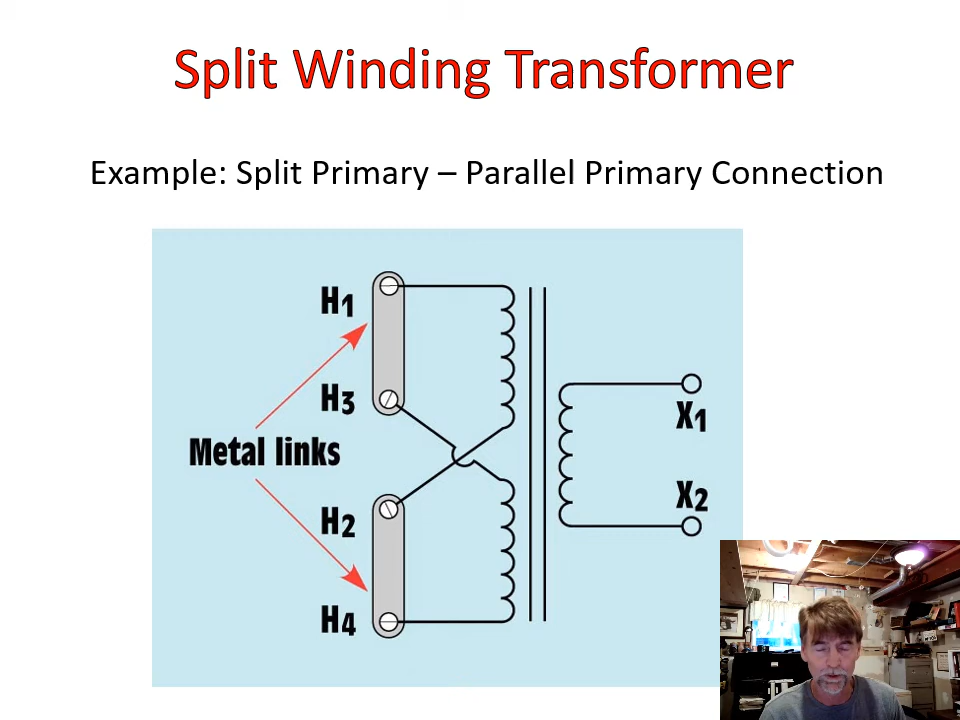 Split Winding Transformer
Example: Split Primary – Parallel Primary Connection
H1
H3
Metal links
H2
H4
X1
X2